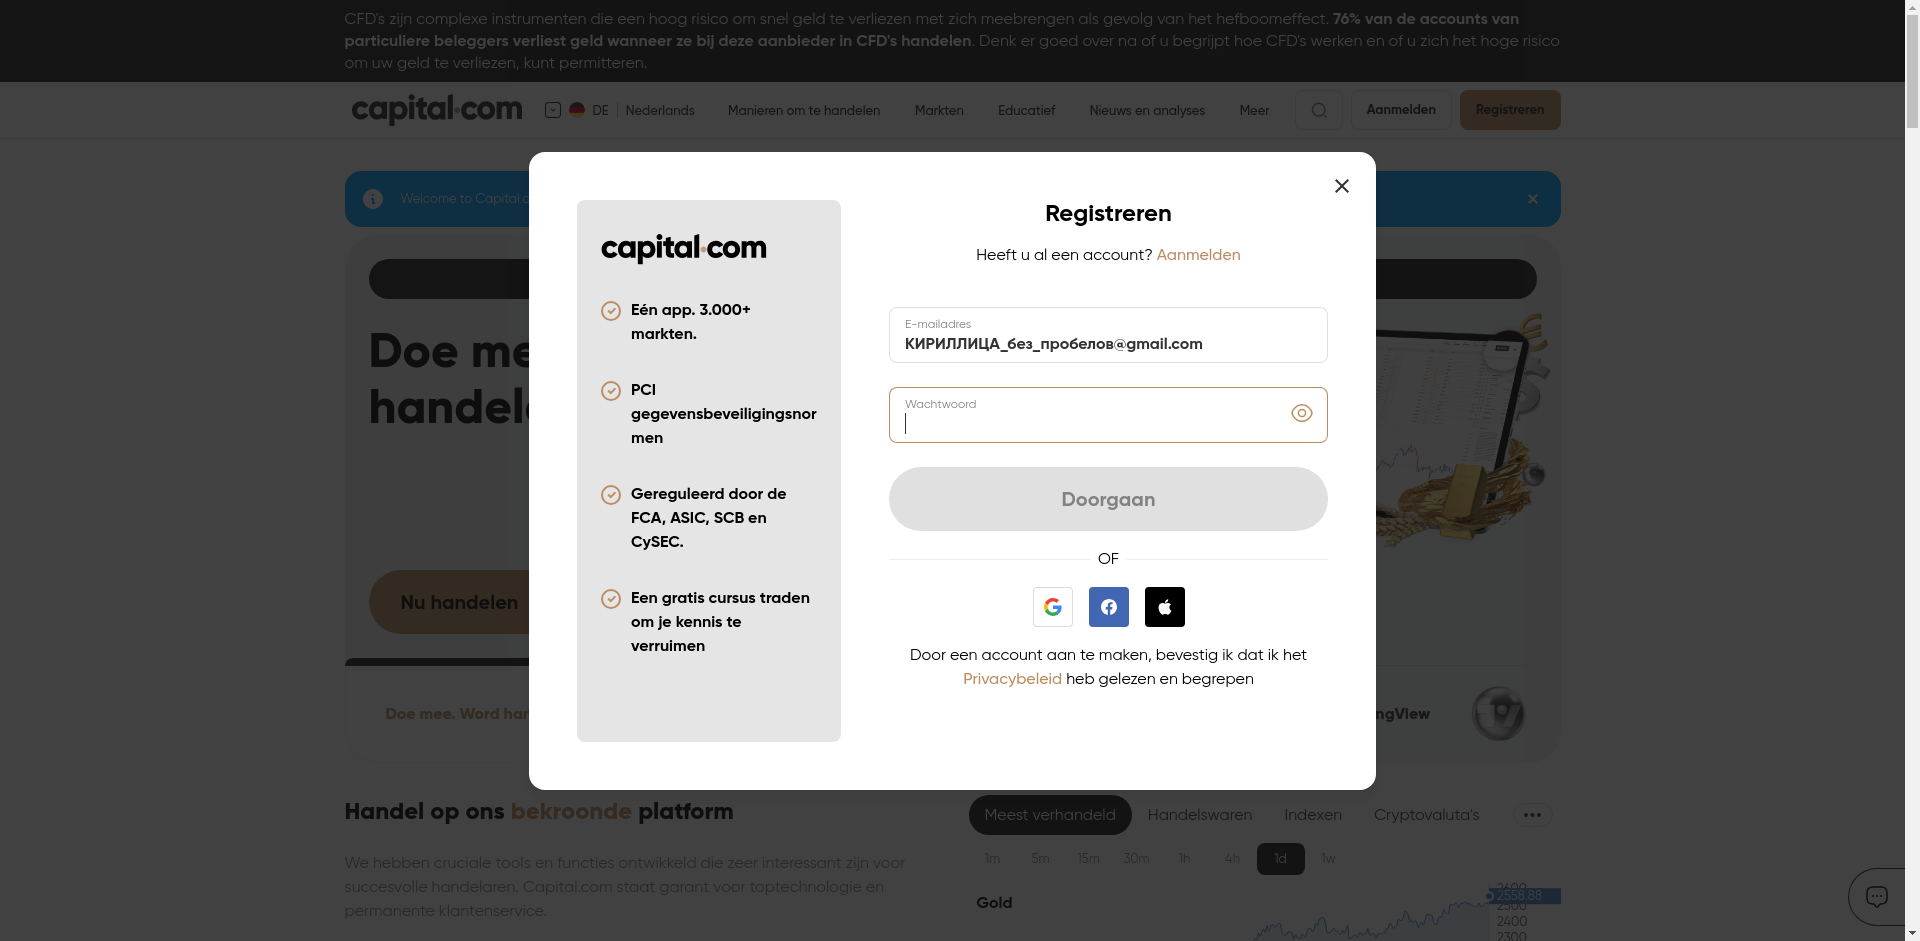 CFD's zijn complexe instrumenten die een hoog risico om snel geld te verliezen met zich meebrengen als gevolg van het hefboomeffect. 76% van de accounts van
particuliere beleggers verliest geld wanneer ze bij deze aanbieder in CFD's handelen. Denk er goed over na of u begrijpt hoe CFD's werken en of u zich het hoge risico
om uw geld te verliezen, kunt permitteren.
capital.com DE Nederlands Manieren om te handelen Markten Educatief Nieuws en analyses Meer Aanmelden Registreren
Welcome to Capital.c
Doe me
handel
Nu handelen
Doe mee. Word har
ngView
capital.com
Eén app. 3.000+
markten.
PCI
gegevensbeveiligingsnor
men
Gereguleerd door de
FCA, ASIC, SCB en
CySEC.
Een gratis cursus traden
om je kennis te
verruimen
Registreren
Heeft u al een account? Aanmelden
E-mailadres
КИРИЛЛИЦА_без_пробелов@gmail.com
Wachtwoord
Doorgaan
OF
Door een account aan te maken, bevestig ik dat ik het
Privacybeleid heb gelezen en begrepen
Handel op ons bekroonde platform
We hebben cruciale tools en functies ontwikkeld die zeer interessant zijn voor
succesvolle handelaren. Capital.com staat garant voor toptechnologie en
permanente klantenservice.
Meest verhandeld Handelswaren Indexen Cryptovaluta's
1m 5m 15m 30m 1h 4h 1d 1w
Gold
2558.88
2400
2300